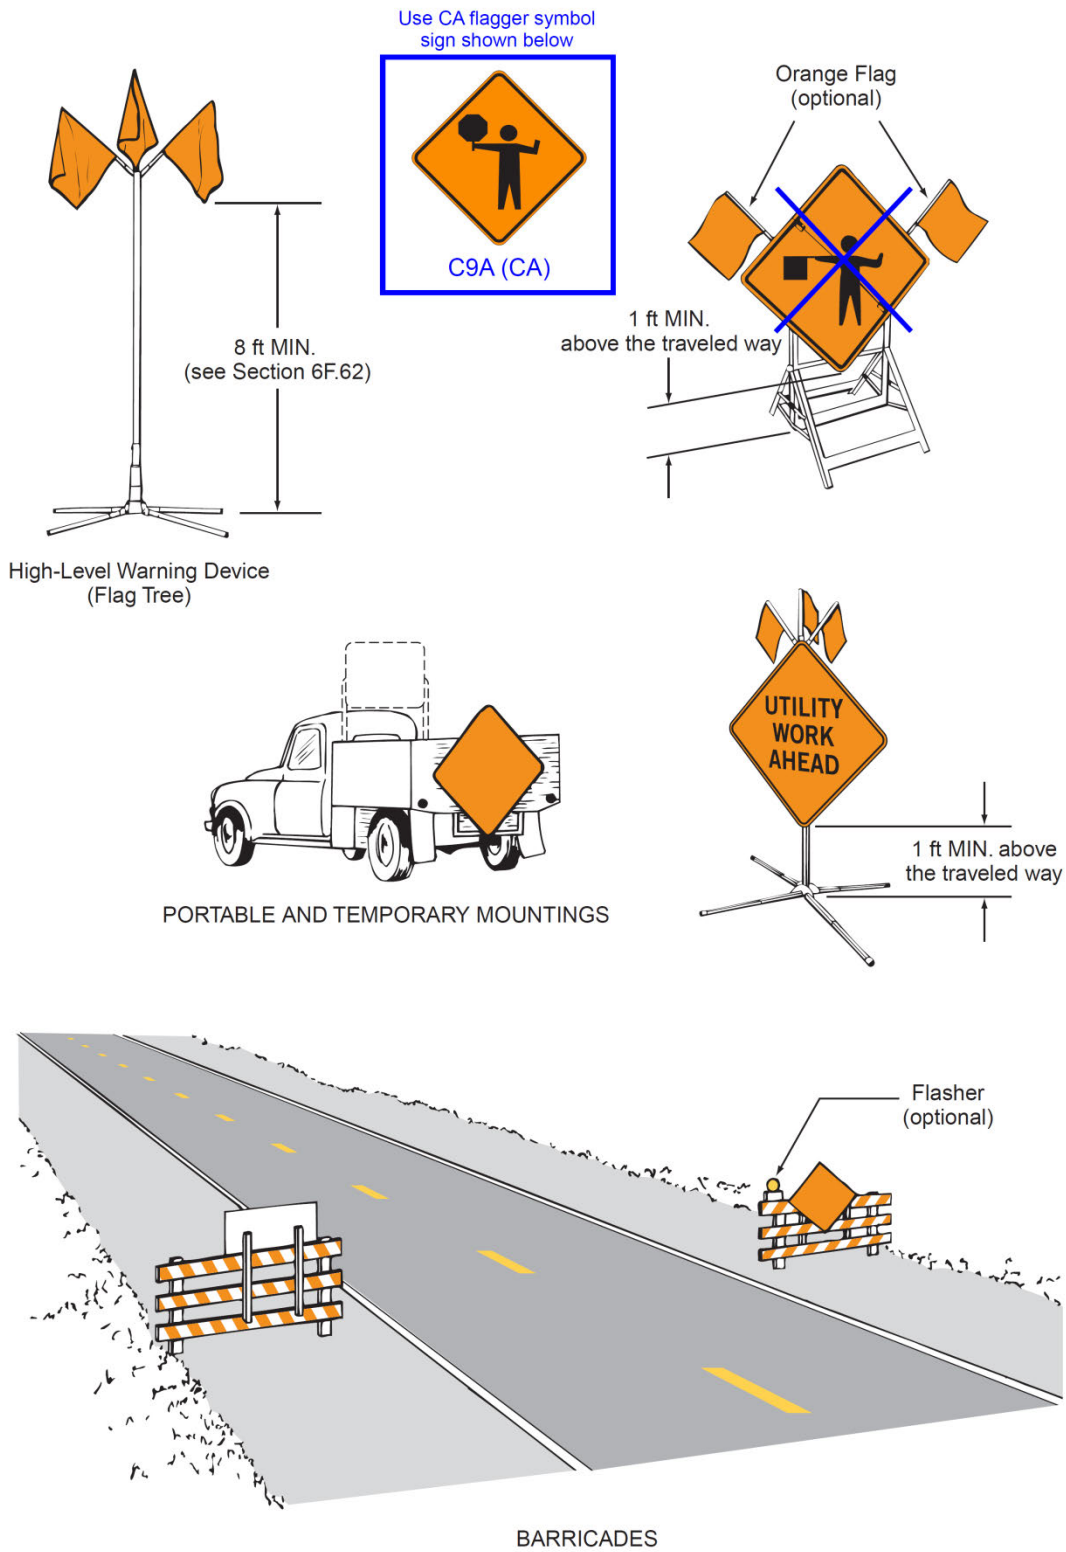 Use CA flagger symbol
sign shown below
C9A (CA)
Orange Flag
(optional)
1 ft MIN.
above the traveled way
8 ft MIN.
(see Section 6F.62)
High-Level Warning Device
(Flag Tree)
UTILITY
WORK
AHEAD
1 ft MIN. above
the traveled way
PORTABLE AND TEMPORARY MOUNTINGS
Flasher
(optional)
BARRICADES